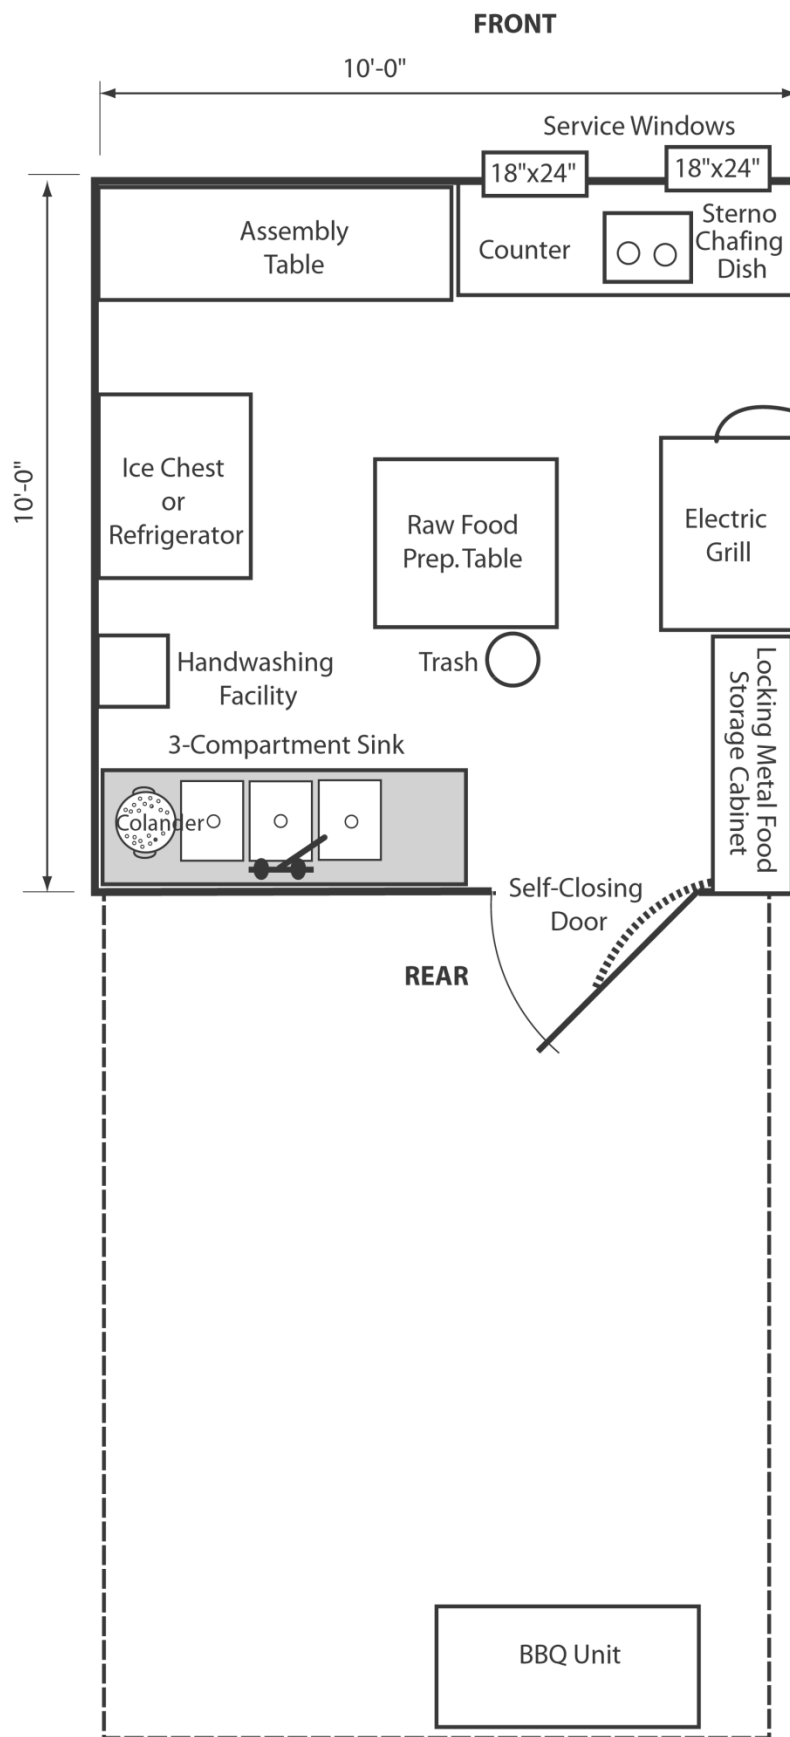 FRONT
10'-0"
Service Windows
18"x24"
18"x24"
Assembly
Table
Counter
Sterno
Chafing
Dish
10'-0"
Ice Chest
or
Refrigerator
Raw Food
Prep. Table
Electric
Grill
Handwashing
Facility
Trash
Locking Metal Food
Storage Cabinet
3-Compartment Sink
Colander
Self-Closing
Door
REAR
BBQ Unit